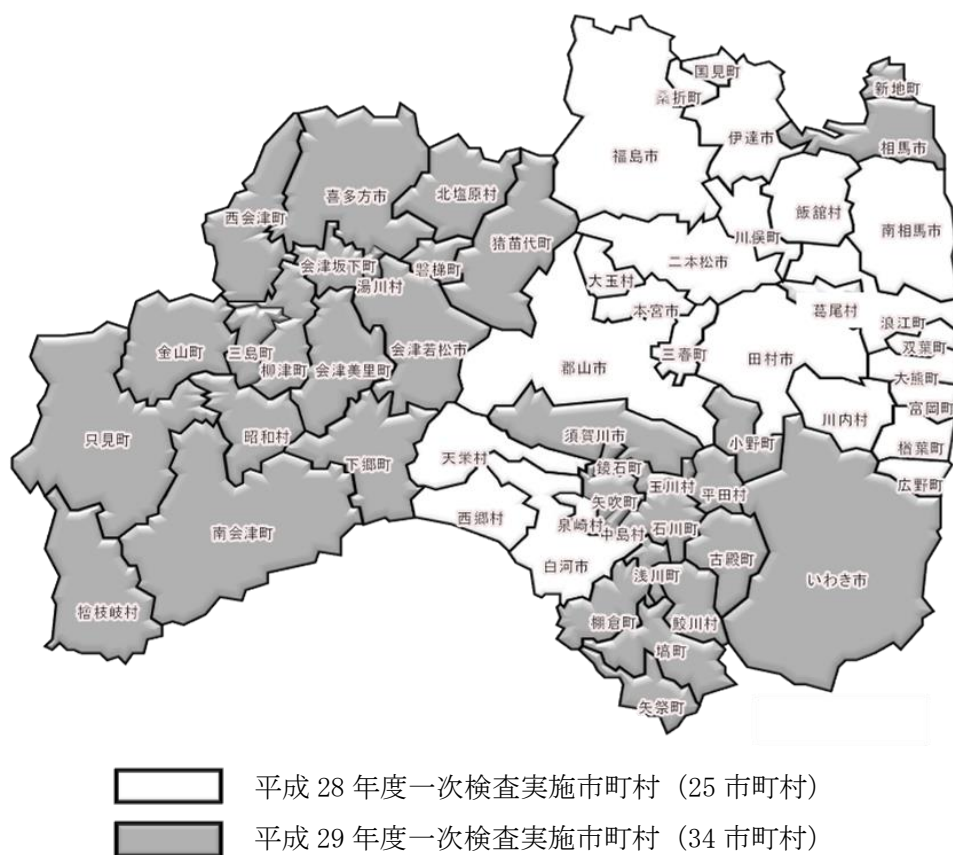 国見町
新地町
桑折町
伊達市
相馬市
福島市
喜多方市
北塩原村
西会津町
飯舘村
猪苗代町
川俣町
南相馬市
会津坂下町
磐梯町
二本松市
湯川村
大玉村
本宮市
葛尾村
浪江町
双葉町
金山町
三島町
会津若松市
三春町
田村市
柳津町
会津美里町
郡山市
大熊町
富岡町
川内村
只見町
昭和村
須賀川市
小野町
楢葉町
下郷町
天栄村
鏡石町
玉川村
平田村
広野町
矢吹町
西郷村
泉崎村
中島村
石川町
南会津町
古殿町
白河市
浅川町
いわき市
檜枝岐村
棚倉町
鮫川村
塙町
矢祭町
平成 28 年度一次検査実施市町村（25 市町村）
平成 29 年度一次検査実施市町村（34 市町村）